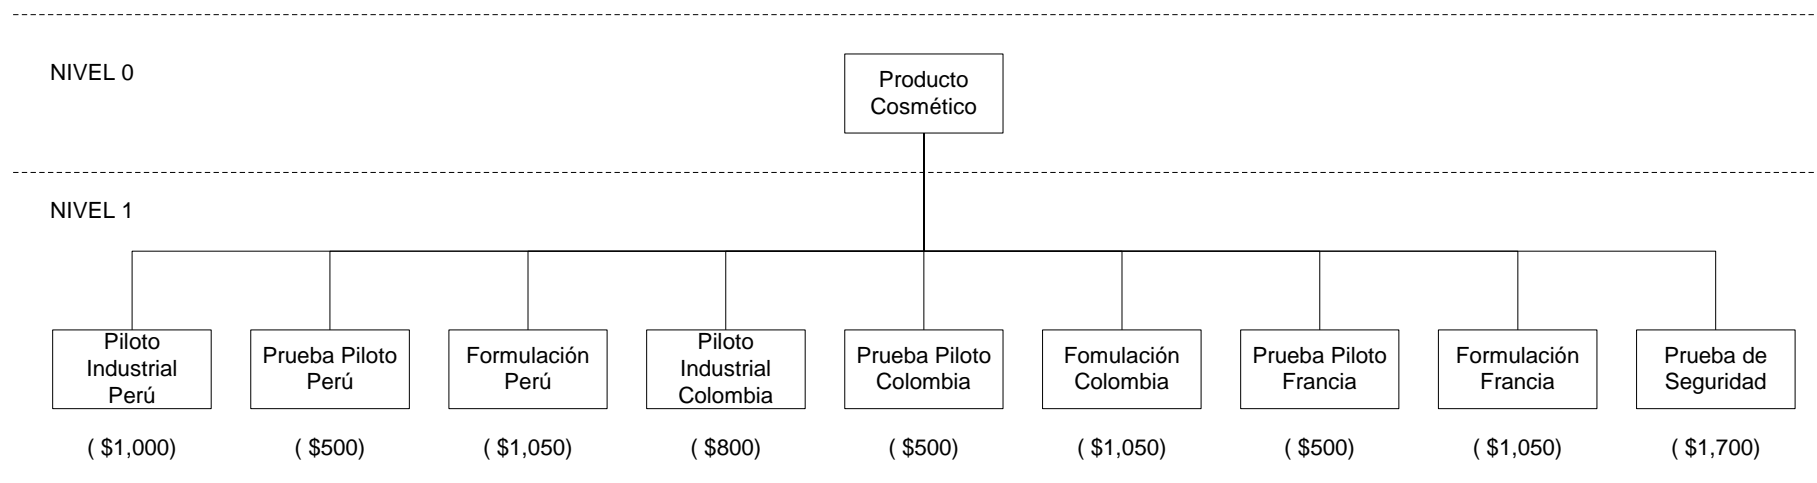 NIVEL 0
Producto
Cosmético
NIVEL 1
Piloto
Industrial
Perú
Prueba Piloto
Perú
Formulación
Perú
Piloto
Industrial
Colombia
Prueba Piloto
Colombia
Fomulación
Colombia
Prueba Piloto
Francia
Formulación
Francia
Prueba de
Seguridad
( $1,000)
( $500)
( $1,050)
( $800)
( $500)
( $1,050)
( $500)
( $1,050)
( $1,700)